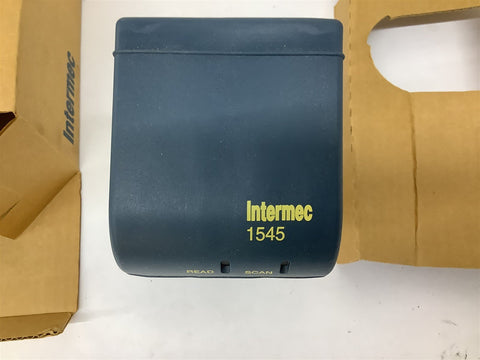 Intermec
Intermec
1545
READ SCAN